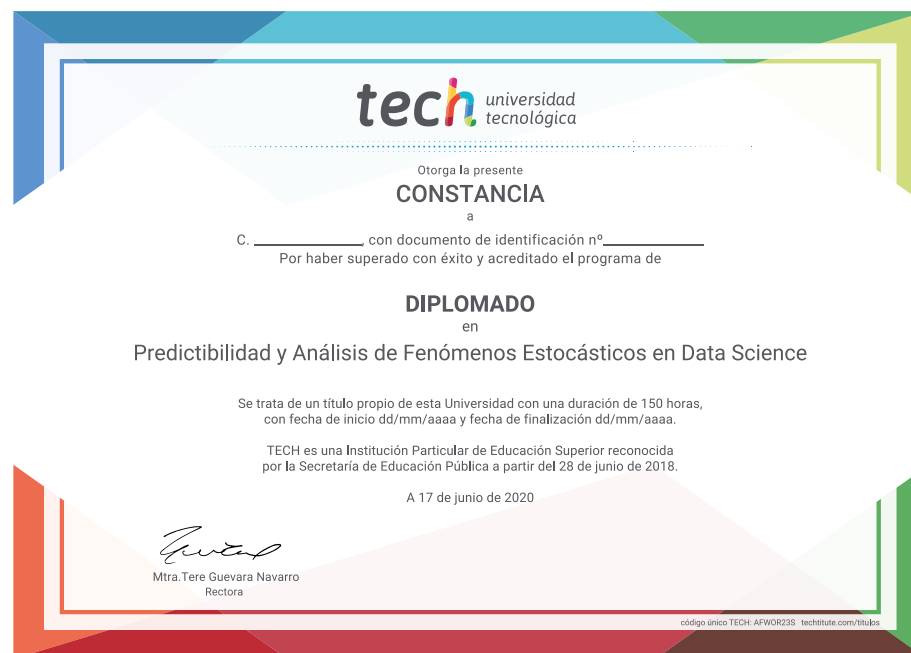 tech universidad
tecnológica
Otorga la presente
CONSTANCIA
a
C. ____________, con documento de identificación nº____________
Por haber superado con éxito y acreditado el programa de
DIPLOMADO
en
Predictibilidad y Análisis de Fenómenos Estocásticos en Data Science
Se trata de un título propio de esta Universidad con una duración de 150 horas,
con fecha de inicio dd/mm/aaaa y fecha de finalización dd/mm/aaaa.
TECH es una Institución Particular de Educación Superior reconocida
por la Secretaría de Educación Pública a partir del 28 de junio de 2018.
A 17 de junio de 2020
Mtra.Tere Guevara Navarro
Rectora
código único TECH: AFWOR23S techtitute.com/titulos